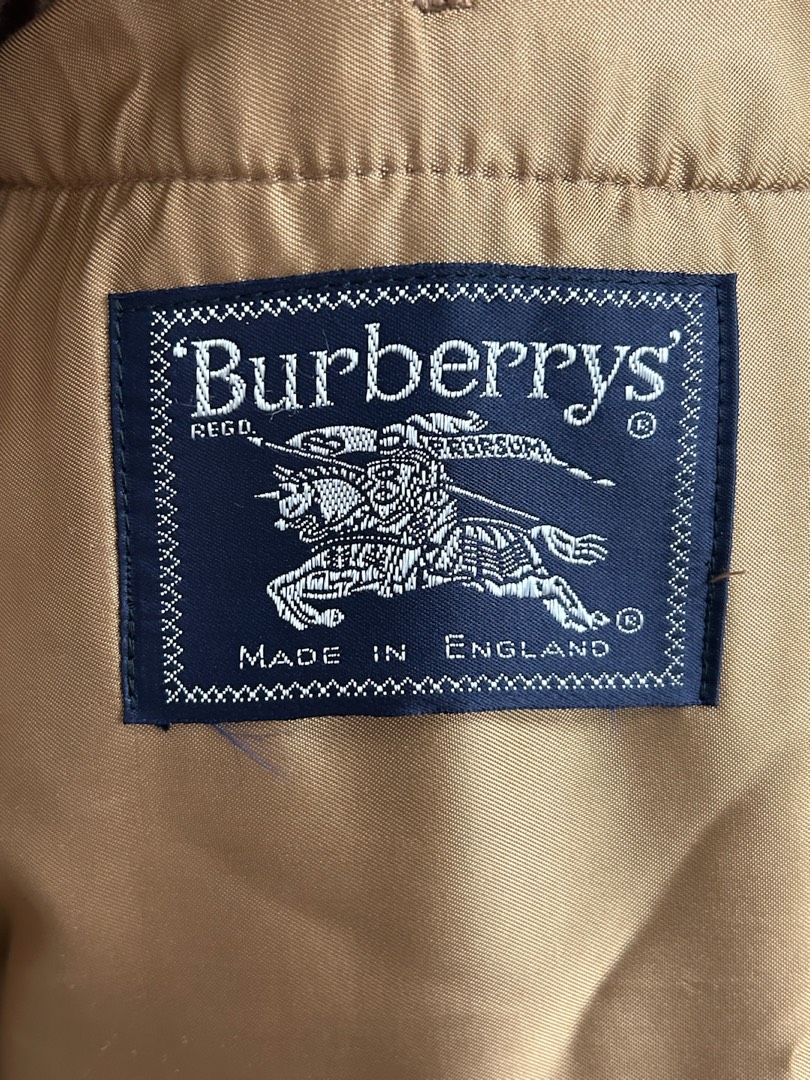 'Burberrys'
REGD. ®
PRORSUM
®
MADE IN ENGLAND